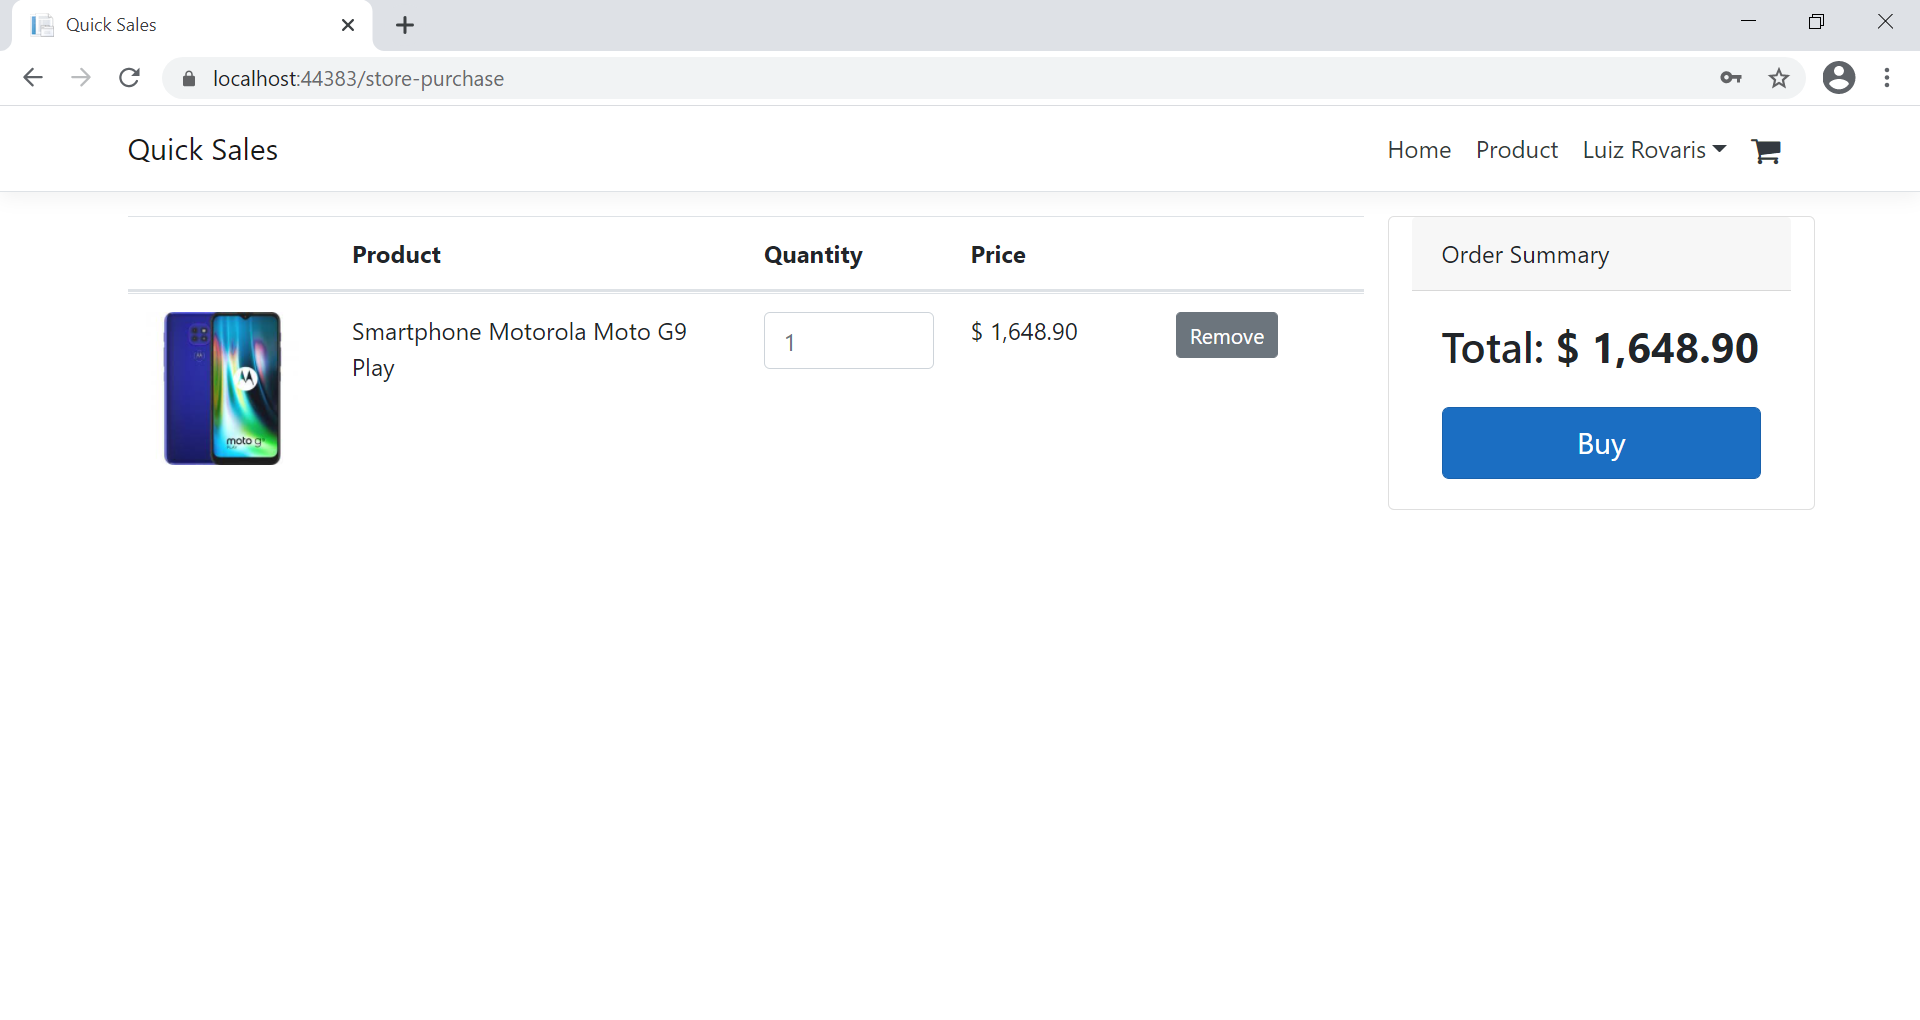 Quick Sales
localhost:44383/store-purchase
Quick Sales
Home Product Luiz Rovaris
Product Quantity Price
Order Summary
Smartphone Motorola Moto G9
Play
1
$ 1,648.90
Remove
moto g
Total: $ 1,648.90
Buy